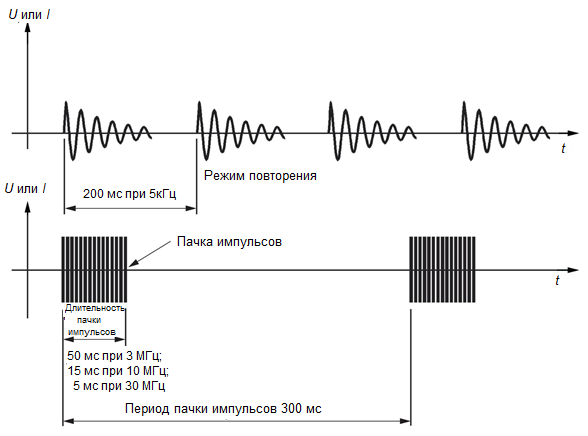 U или I
t
Режим повторения
200 мс при 5кГц
U или I
Пачка импульсов
t
Длительность
пачки
импульсов
50 мс при 3 МГц;
15 мс при 10 МГц;
5 мс при 30 МГц
Период пачки импульсов 300 мс